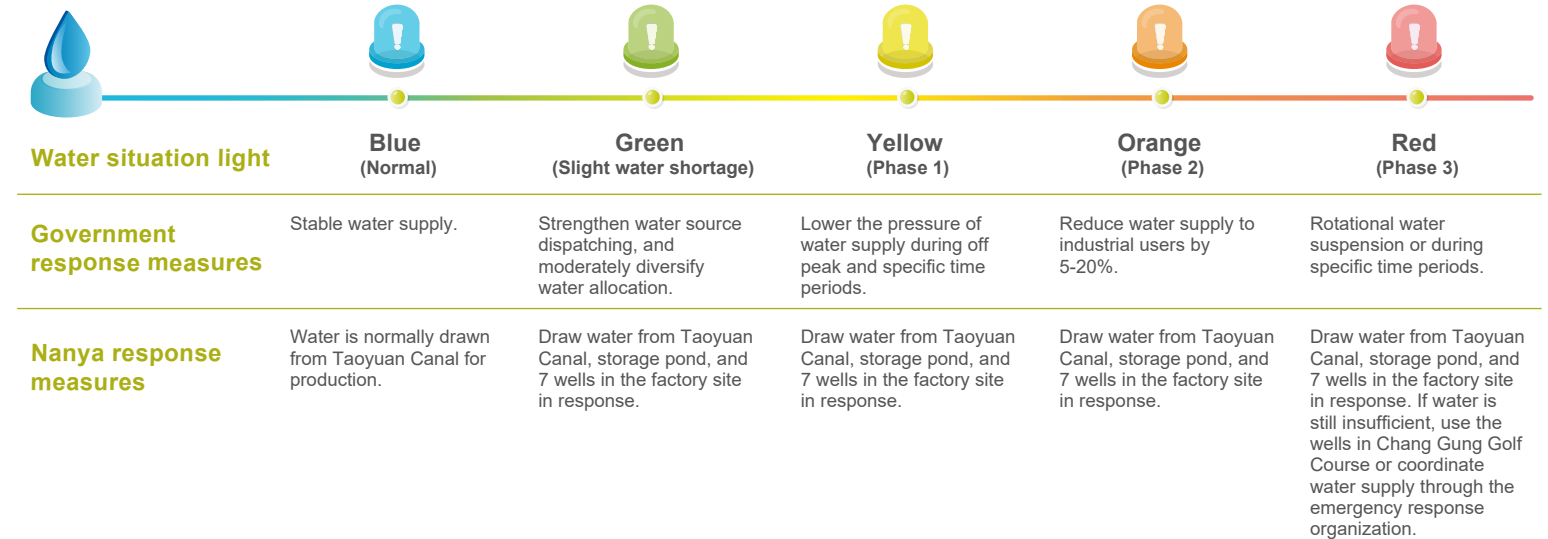 Water situation light
Blue
(Normal)
Green
(Slight water shortage)
Yellow
(Phase 1)
Orange
(Phase 2)
Red
(Phase 3)
Government
response measures
Stable water supply.
Strengthen water source
dispatching, and
moderately diversify
water allocation.
Lower the pressure of
water supply during off
peak and specific time
periods.
Reduce water supply to
industrial users by
5-20%.
Rotational water
suspension or during
specific time periods.
Nanya response
measures
Water is normally drawn
from Taoyuan Canal for
production.
Draw water from Taoyuan
Canal, storage pond, and
7 wells in the factory site
in response.
Draw water from Taoyuan
Canal, storage pond, and
7 wells in the factory site
in response.
Draw water from Taoyuan
Canal, storage pond, and
7 wells in the factory site
in response.
Draw water from Taoyuan
Canal, storage pond, and
7 wells in the factory site
in response. If water is
still insufficient, use the
wells in Chang Gung Golf
Course or coordinate
water supply through the
emergency response
organization.